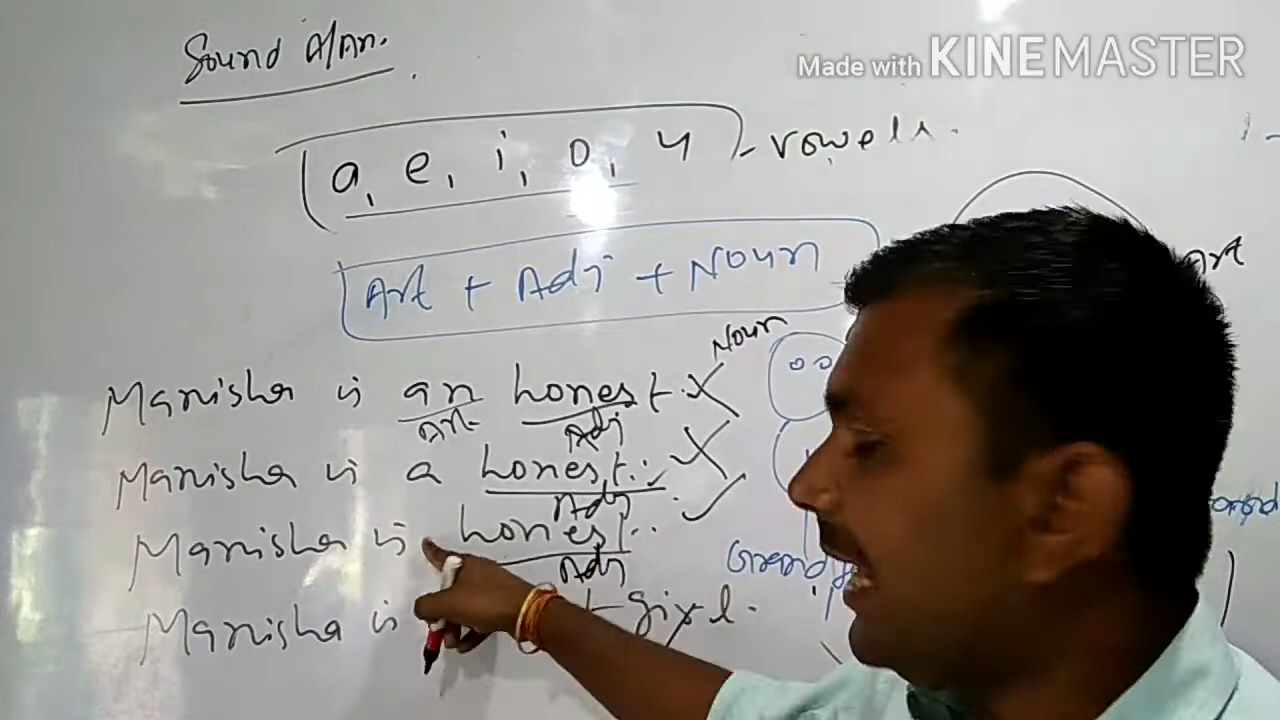 Sound A/An.
Made with KINEMASTER
a, e, i, o, u - vowels.
Art + Adj + Noun
Art
Noun
Manisha is an honest. X
Art Adj
Manisha is a honest. X
Adj
Manisha is honest. ✓
Adj
Manisha is girl.